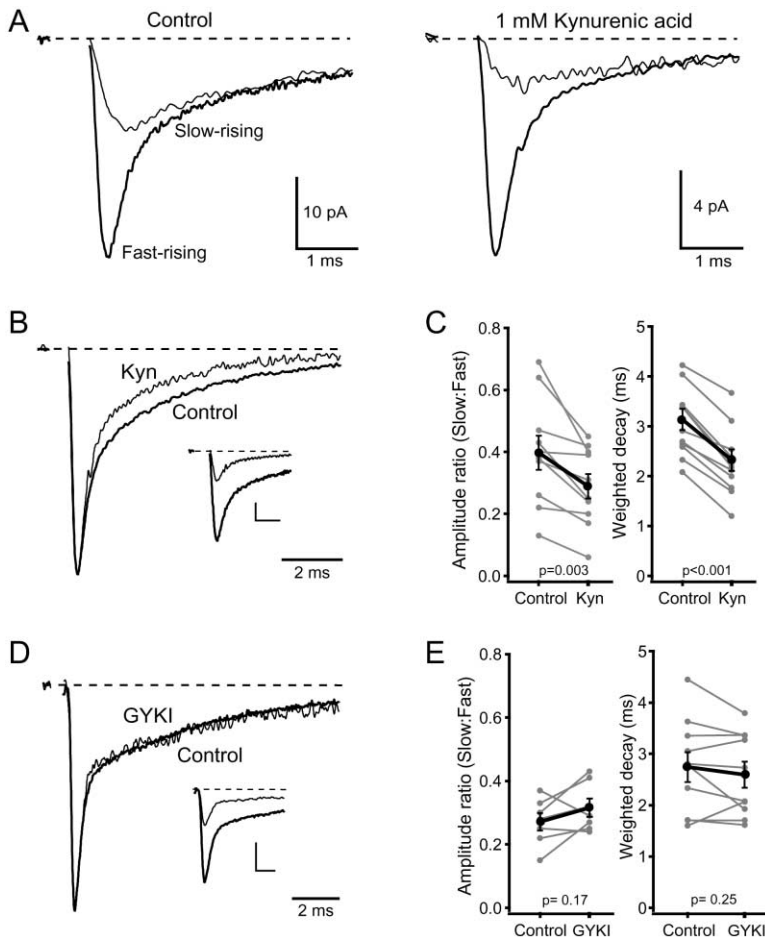 A
Control
1 mM Kynurenic acid
Slow-rising
Fast-rising
10 pA
1 ms
4 pA
1 ms
B
Kyn
Control
2 ms
C
Amplitude ratio (Slow:Fast)
0.8
0.6
0.4
0.2
0.0
p=0.003
Control Kyn
Weighted decay (ms)
5
4
3
2
1
0
p<0.001
Control Kyn
D
GYKI
Control
2 ms
E
Amplitude ratio (Slow:Fast)
0.8
0.6
0.4
0.2
0.0
p= 0.17
Control GYKI
Weighted decay (ms)
5
4
3
2
1
0
p= 0.25
Control GYKI